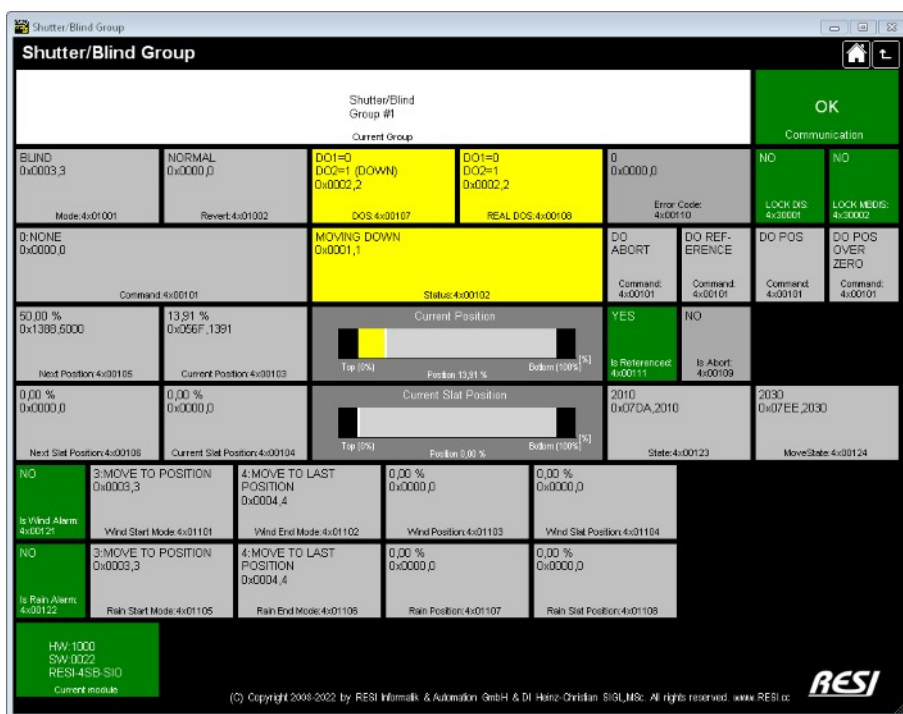 Shutter/Blind Group
Shutter/Blind Group
Shutter/Blind
Group #1
Current Group
OK
Communication
BLIND
0x0003,3
Mode:4x01001
NORMAL
0x0000,0
Revert:4x01002
DO1=0
DO2=1 (DOWN)
0x0002,2
DOS:4x00107
DO1=0
DO2=1
0x0002,2
REAL DOS:4x00108
0
0x0000,0
Error Code:
4x00110
NO
LOCK DIS:
4x30001
NO
LOCK MBDIS:
4x30002
0:NONE
0x0000,0
Command:4x00101
MOVING DOWN
0x0001,1
Status:4x00102
DO
ABORT
Command:
4x00101
DO REF-
ERENCE
Command:
4x00101
DO POS
Command:
4x00101
DO POS
OVER
ZERO
Command:
4x00101
50,00 %
0x1388,5000
Next Position:4x00105
13,91 %
0x056F,1391
Current Position:4x00103
Current Position
Top (0%)
Position 13,91 %
Bottom (100%)
[%]
YES
Is Referenced:
4x00111
NO
Is Abort:
4x00109
0,00 %
0x0000,0
Next Slat Position:4x00106
0,00 %
0x0000,0
Current Slat Position:4x00104
Current Slat Position
Top (0%)
Position 0,00 %
Bottom (100%)
[%]
2010
0x07DA,2010
State:4x00123
2030
0x07EE,2030
MoveState:4x00124
NO
Is Wind Alarm:
4x00121
3:MOVE TO POSITION
0x0003,3
Wind Start Mode:4x01101
4:MOVE TO LAST
POSITION
0x0004,4
Wind End Mode:4x01102
0,00 %
0x0000,0
Wind Position:4x01103
0,00 %
0x0000,0
Wind Slat Position:4x01104
NO
Is Rain Alarm:
4x00122
3:MOVE TO POSITION
0x0003,3
Rain Start Mode:4x01105
4:MOVE TO LAST
POSITION
0x0004,4
Rain End Mode:4x01106
0,00 %
0x0000,0
Rain Position:4x01107
0,00 %
0x0000,0
Rain Slat Position:4x01108
HW:1000
SW:0022
RESI-4SB-SIO
Current module
(C) Copyright 2008-2022 by RESI Informatik & Automation GmbH & DI Heinz-Christian SIGL,MSc. All rights reserved. www.RESI.cc
RESI